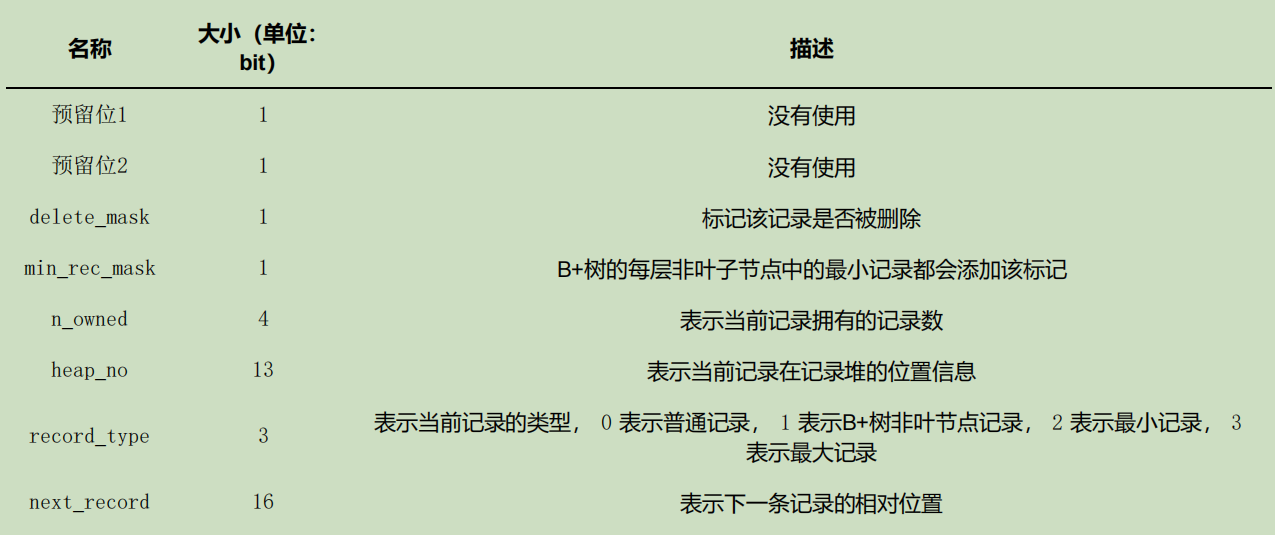 名称 大小（单位：bit） 描述
预留位1 1 没有使用
预留位2 1 没有使用
delete_mask 1 标记该记录是否被删除
min_rec_mask 1 B+树的每层非叶子节点中的最小记录都会添加该标记
n_owned 4 表示当前记录拥有的记录数
heap_no 13 表示当前记录在记录堆的位置信息
record_type 3 表示当前记录的类型， 0 表示普通记录， 1 表示B+树非叶节点记录， 2 表示最小记录， 3 表示最大记录
next_record 16 表示下一条记录的相对位置